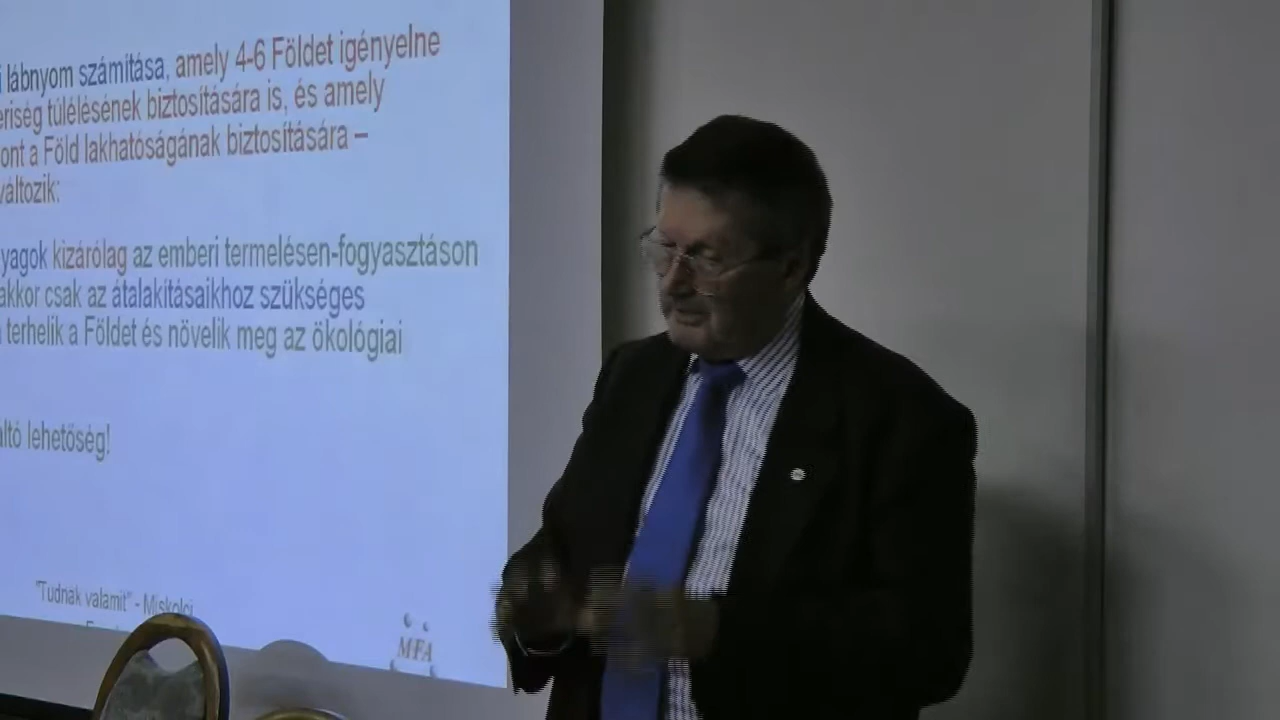 lábnyom számítása, amely 4-6 Földet igényelne
eriség túlélésének biztosítására is, és amely
ont a Föld lakhatóságának biztosítására –
változik:
yagok kizárólag az emberi termelésen-fogyasztáson
akkor csak az átalakításaikhoz szükséges
terhelik a Földet és növelik meg az ökológiai
ltó lehetőség!
"Tudnak valamit" - Miskolci
MFA